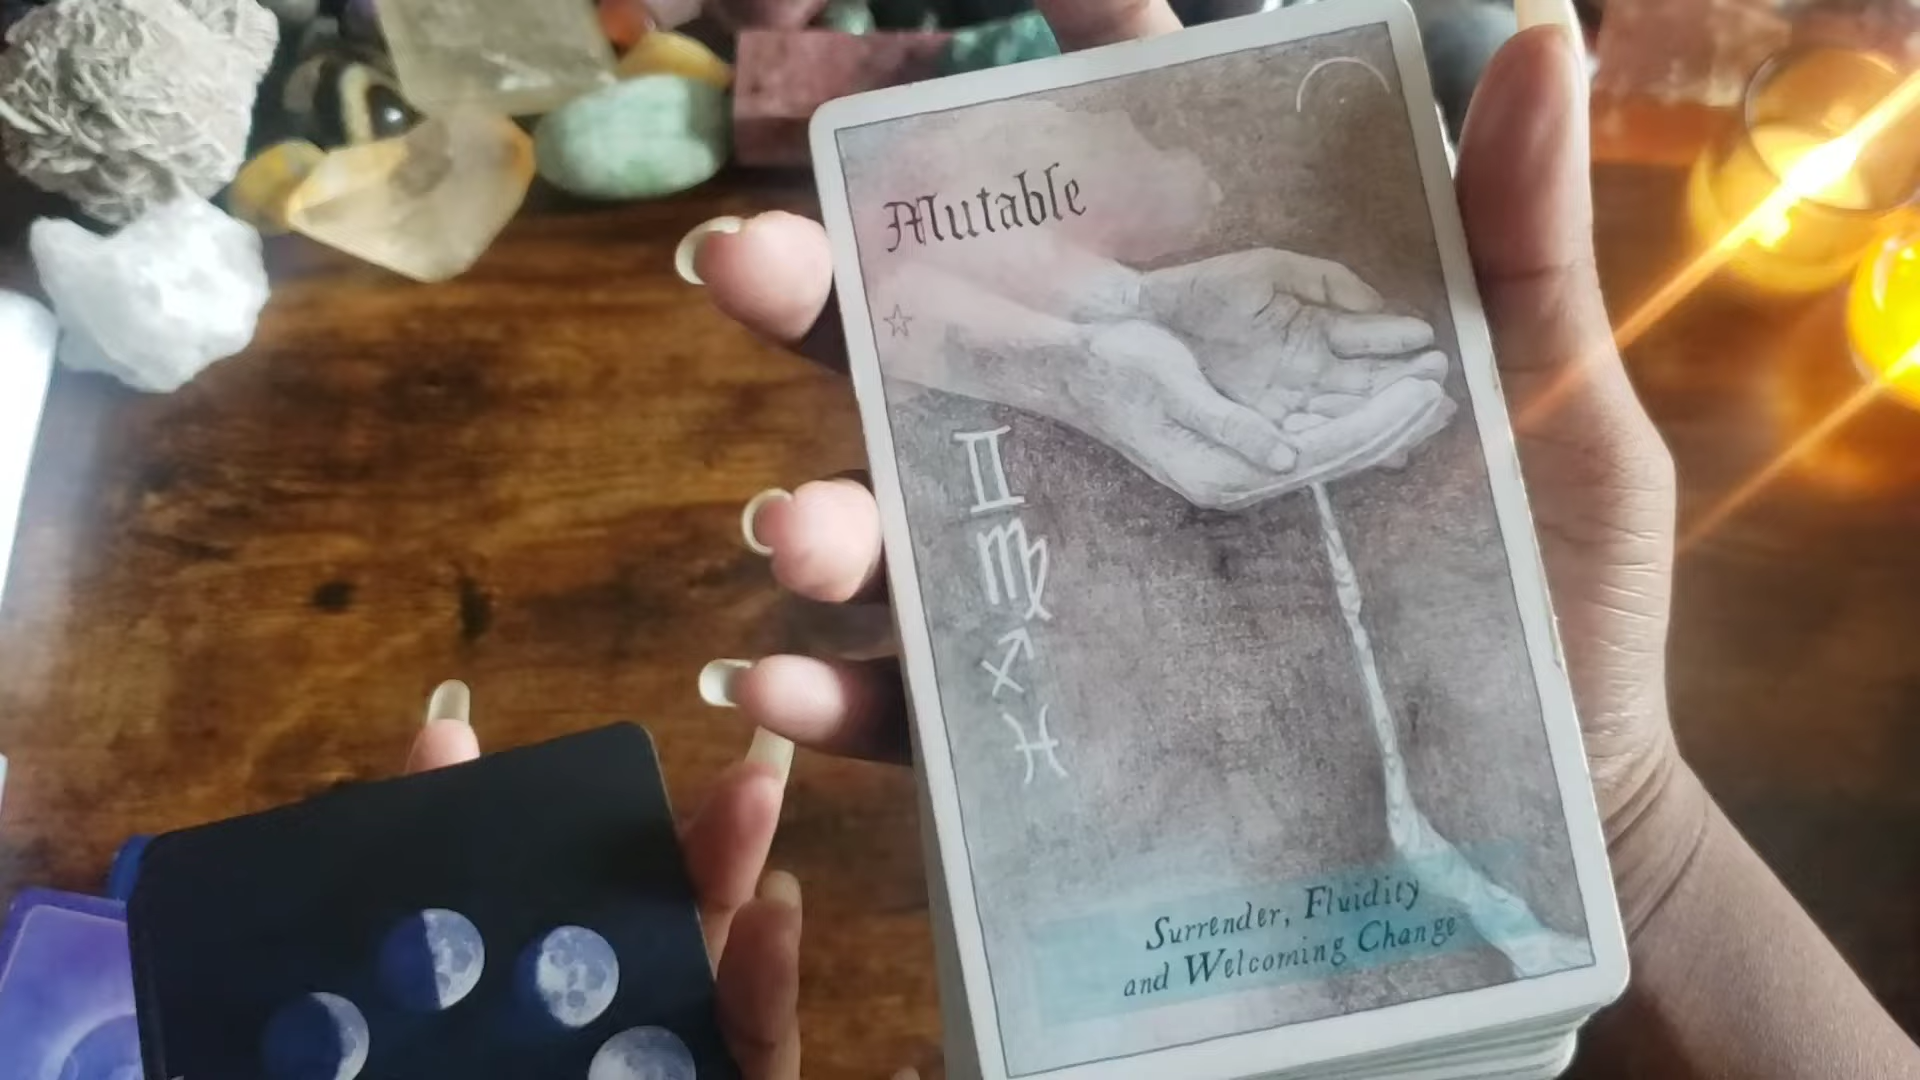 Mutable
♊
♍
♐
♓
Surrender, Fluidity
and Welcoming Change